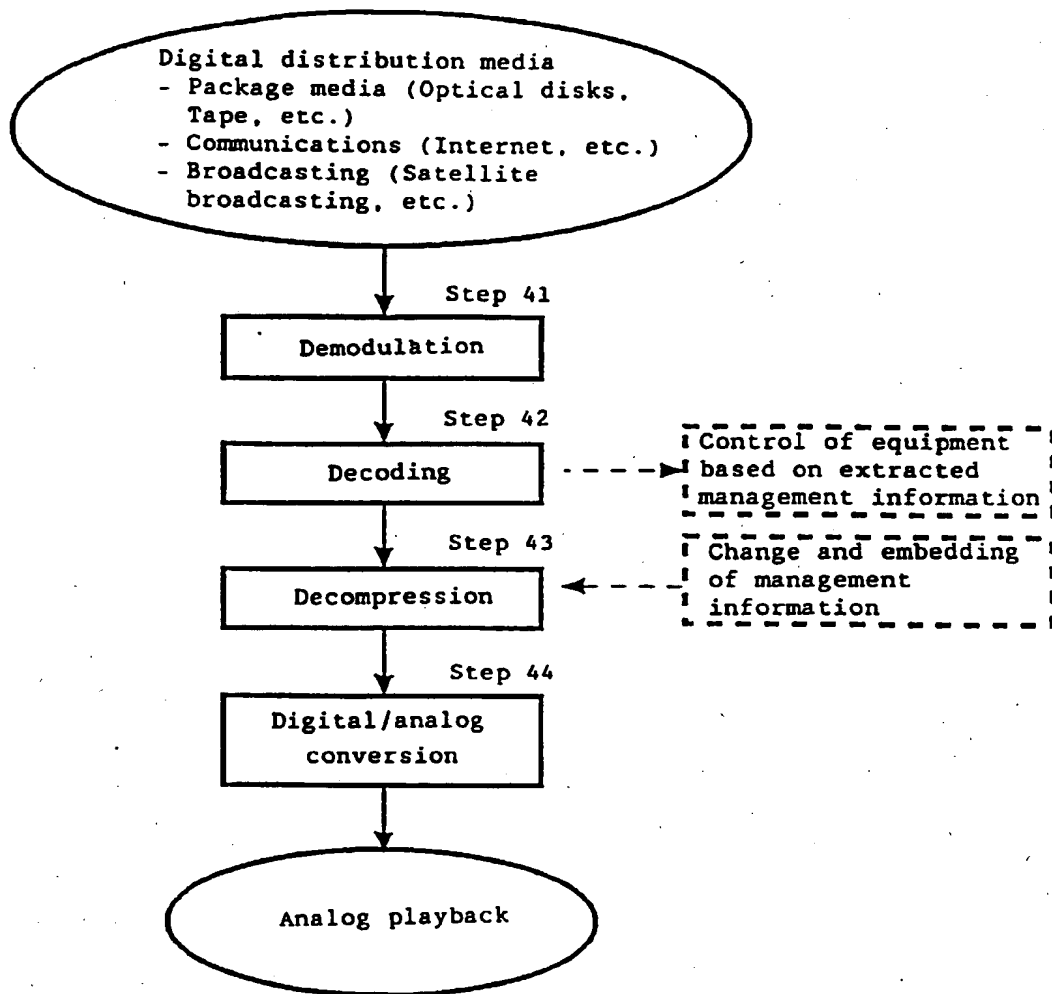 Digital distribution media
- Package media (Optical disks,
Tape, etc.)
- Communications (Internet, etc.)
- Broadcasting (Satellite
broadcasting, etc.)
Step 41
Demodulation
Step 42
Decoding
Control of equipment
based on extracted
management information
Step 43
Decompression
Change and embedding
of management
information
Step 44
Digital/analog
conversion
Analog playback